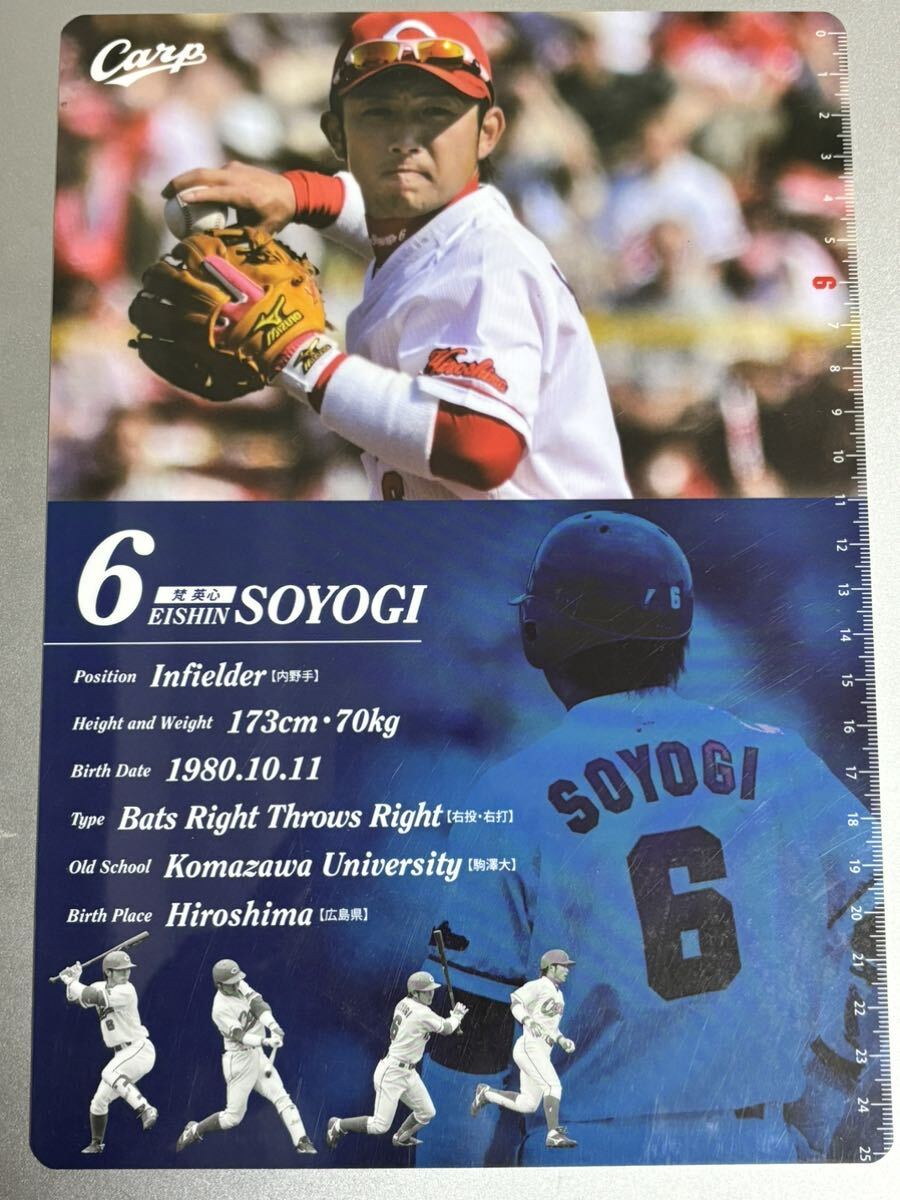 Carp
MIZUNO
Hiroshima
6
梵 英心
EISHIN SOYOGI
Position Infielder【内野手】
Height and Weight 173cm・70kg
Birth Date 1980.10.11
Type Bats Right Throws Right【右投・右打】
Old School Komazawa University【駒澤大】
Birth Place Hiroshima【広島県】
6
SOYOGI
6
0
1
2
3
4
5
6
7
8
9
10
11
12
13
14
15
16
17
18
19
20
21
22
23
24
25